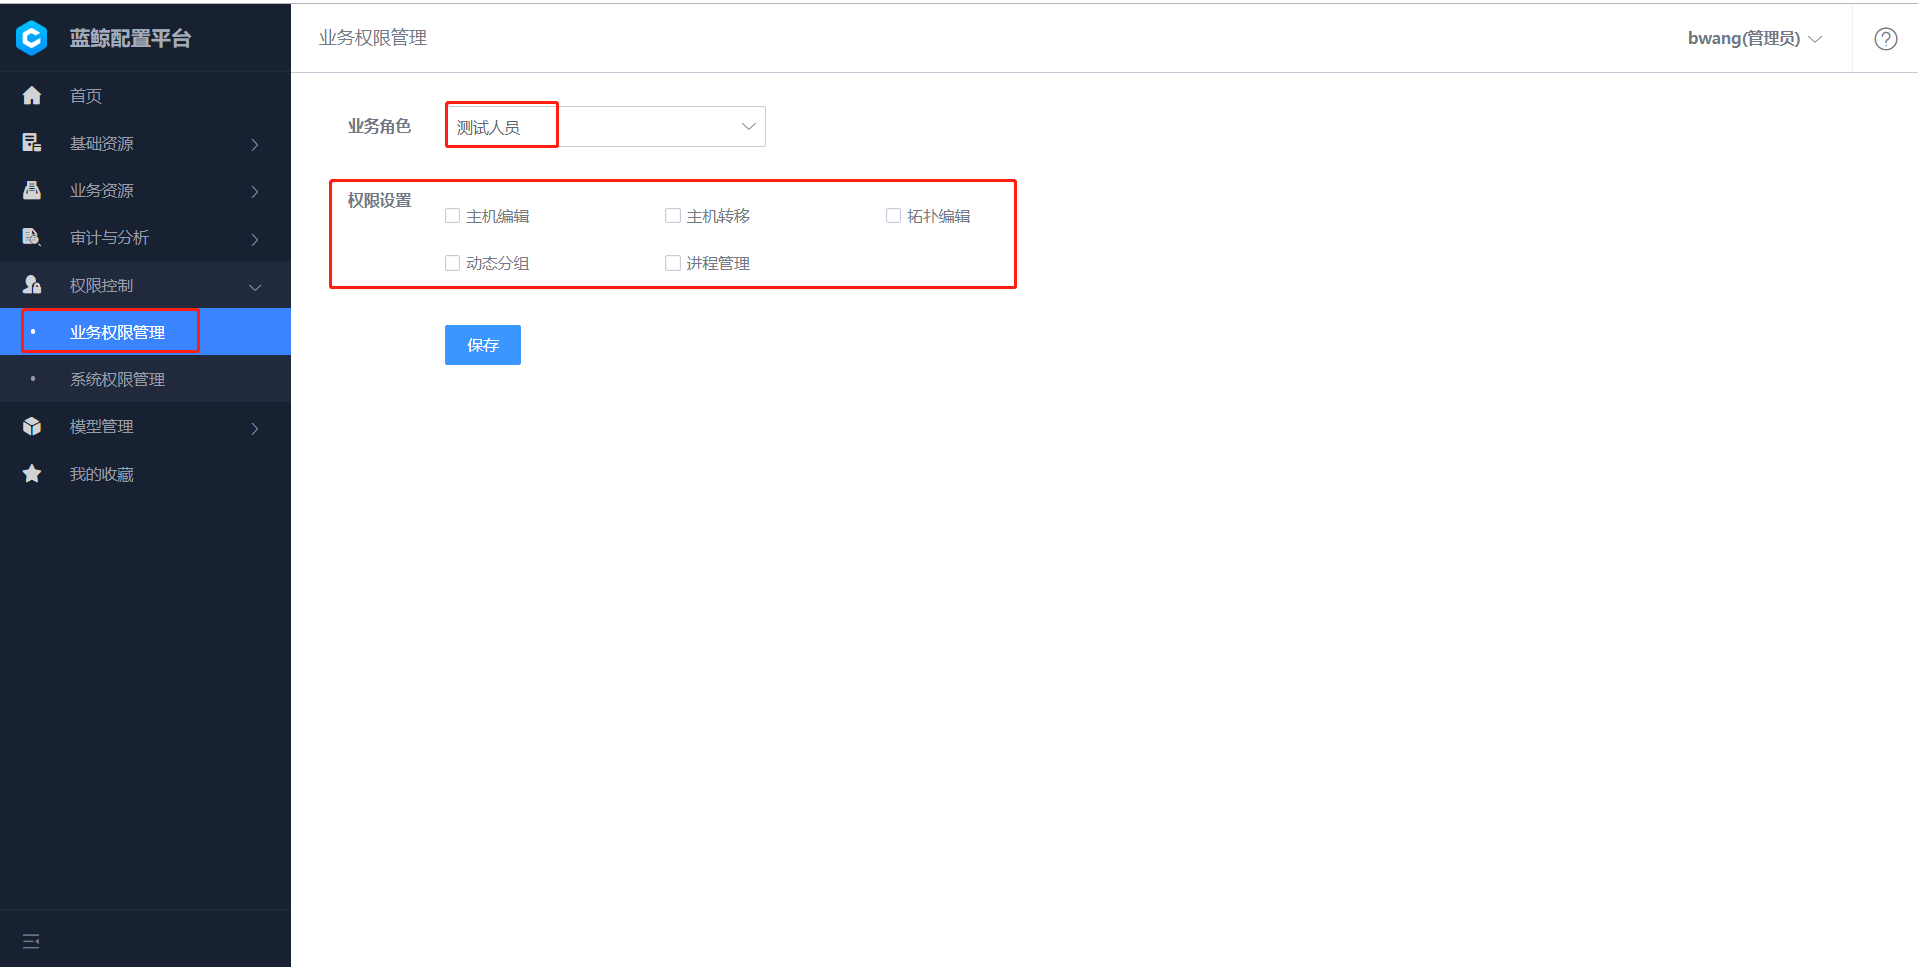 蓝鲸配置平台
首页
基础资源
业务资源
审计与分析
权限控制
业务权限管理
系统权限管理
模型管理
我的收藏
业务权限管理
bwang(管理员)
业务角色
测试人员
权限设置
主机编辑 主机转移 拓扑编辑
动态分组 进程管理
保存